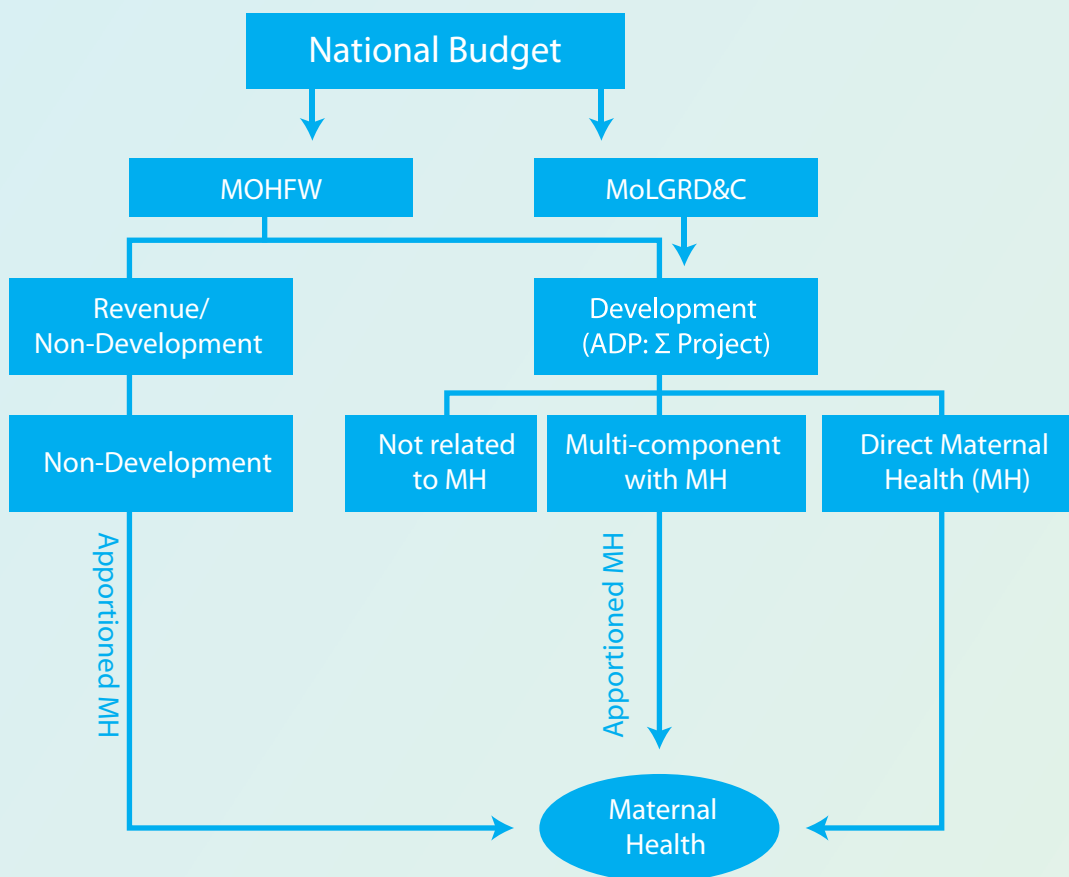 National Budget
MOHFW
MoLGRD&C
Revenue/
Non-Development
Development
(ADP: Σ Project)
Non-Development
Not related
to MH
Multi-component
with MH
Direct Maternal
Health (MH)
Apportioned MH
Apportioned MH
Maternal
Health